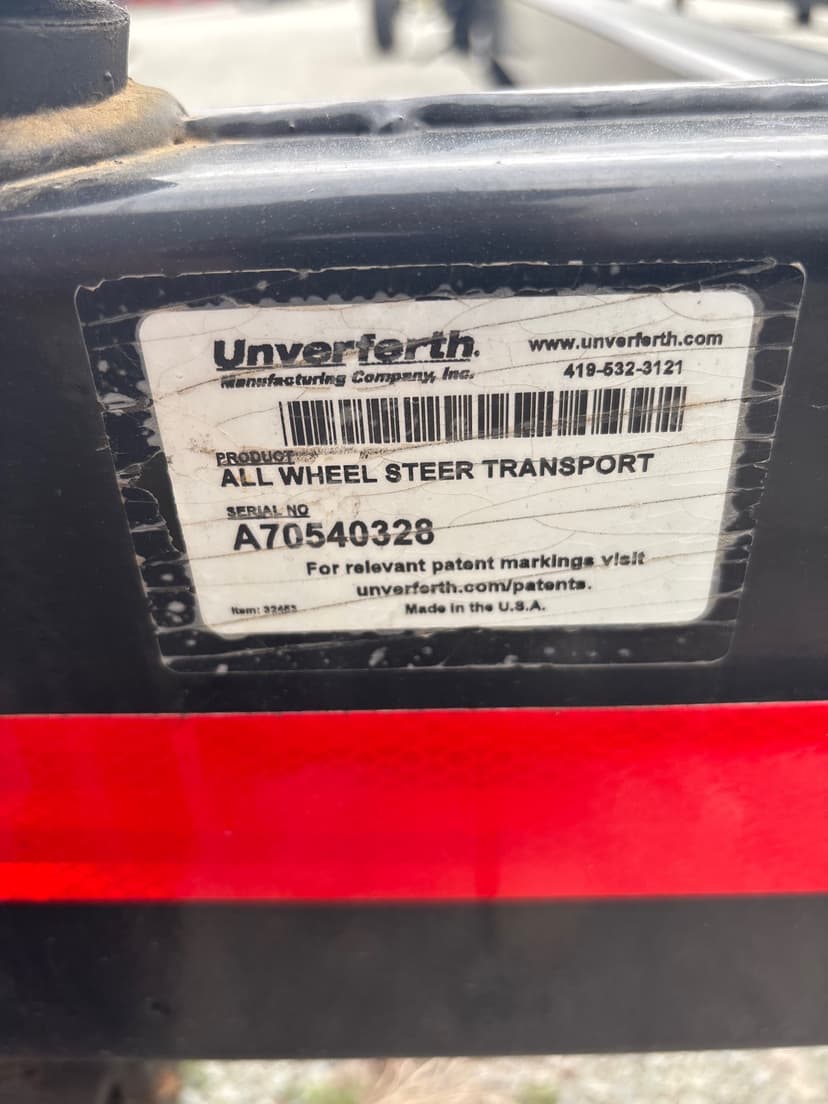 Unverferth.
Manufacturing Company, Inc.
www.unverferth.com
419-532-3121
PRODUCT
ALL WHEEL STEER TRANSPORT
SERIAL NO
A70540328
For relevant patent markings visit
unverferth.com/patents.
Made in the U.S.A.
Item: